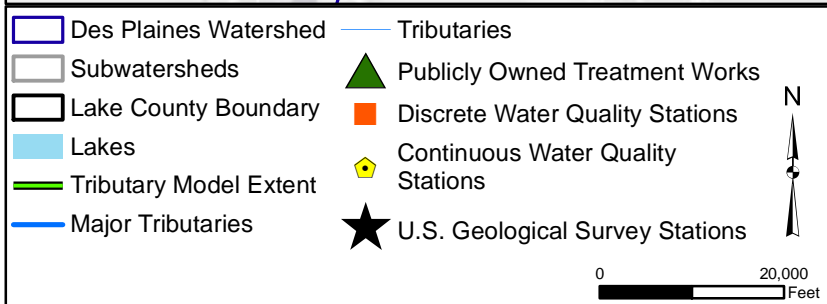 Des Plaines Watershed
Subwatersheds
Lake County Boundary
Lakes
Tributary Model Extent
Major Tributaries
Tributaries
Publicly Owned Treatment Works
Discrete Water Quality Stations
Continuous Water Quality
Stations
U.S. Geological Survey Stations
N
0 20,000
Feet